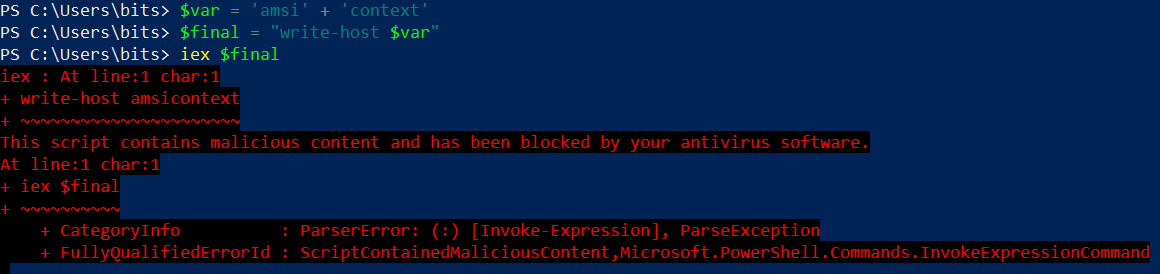 PS C:\Users\bits> $var = 'amsi' + 'context'
PS C:\Users\bits> $final = "write-host $var"
PS C:\Users\bits> iex $final
iex : At line:1 char:1
+ write-host amsicontext
+ ~~~~~~~~~~~~~~~~~~~~~~
This script contains malicious content and has been blocked by your antivirus software.
At line:1 char:1
+ iex $final
+ ~~~~~~~~~~
    + CategoryInfo          : ParserError: (:) [Invoke-Expression], ParseException
    + FullyQualifiedErrorId : ScriptContainedMaliciousContent,Microsoft.PowerShell.Commands.InvokeExpressionCommand